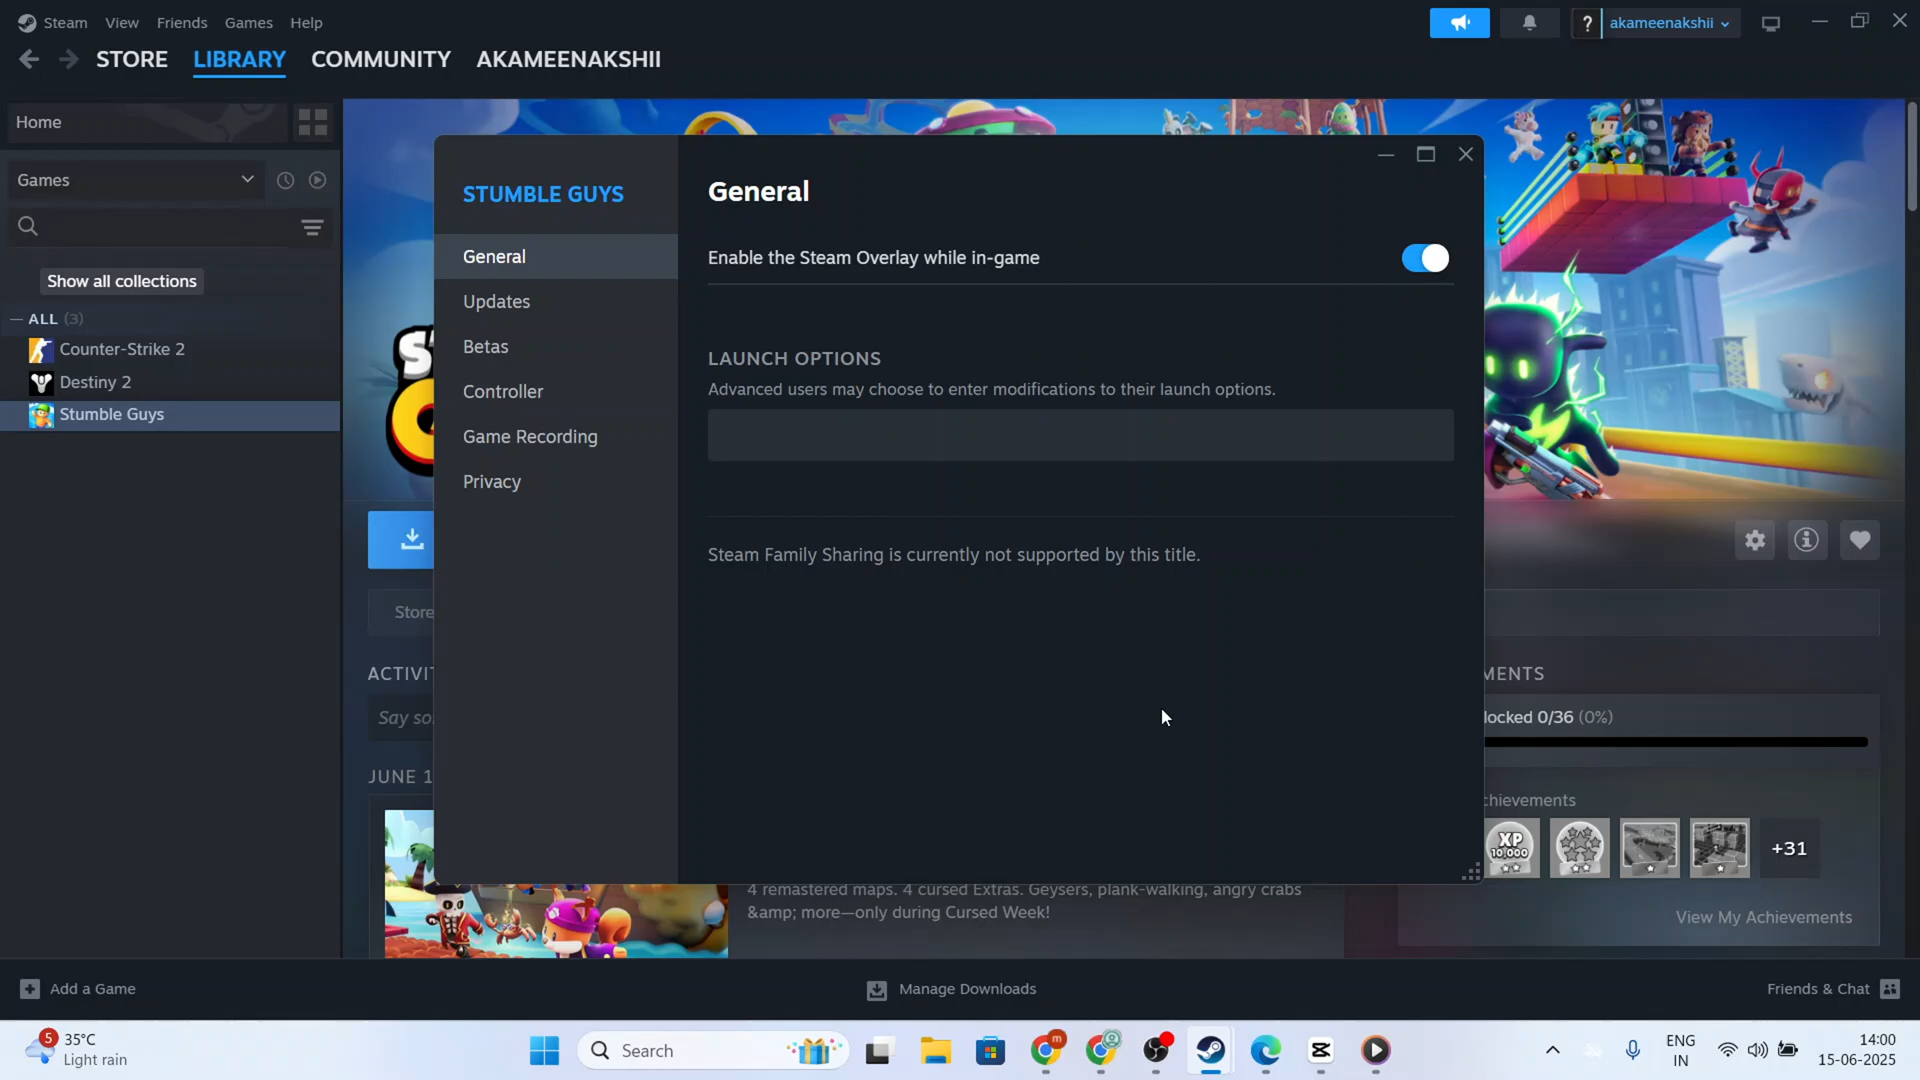 Steam View Friends Games Help
? akameenakshii
STORE LIBRARY COMMUNITY AKAMEENAKSHII
Home
Games
Show all collections
— ALL (3)
Counter-Strike 2
Destiny 2
Stumble Guys
STUMBLE GUYS
General
Updates
Betas
Controller
Game Recording
Privacy
General
Enable the Steam Overlay while in-game
LAUNCH OPTIONS
Advanced users may choose to enter modifications to their launch options.
Steam Family Sharing is currently not supported by this title.
Store
ACTIVIT
Say so
JUNE 1
4 remastered maps. 4 cursed Extras. Geysers, plank-walking, angry crabs
&amp; more—only during Cursed Week!
MENTS
locked 0/36 (0%)
chievements
XP
10,000
+31
View My Achievements
Add a Game
Manage Downloads
Friends & Chat
5
35°C
Light rain
Search
m
ENG
IN
14:00
15-06-2025